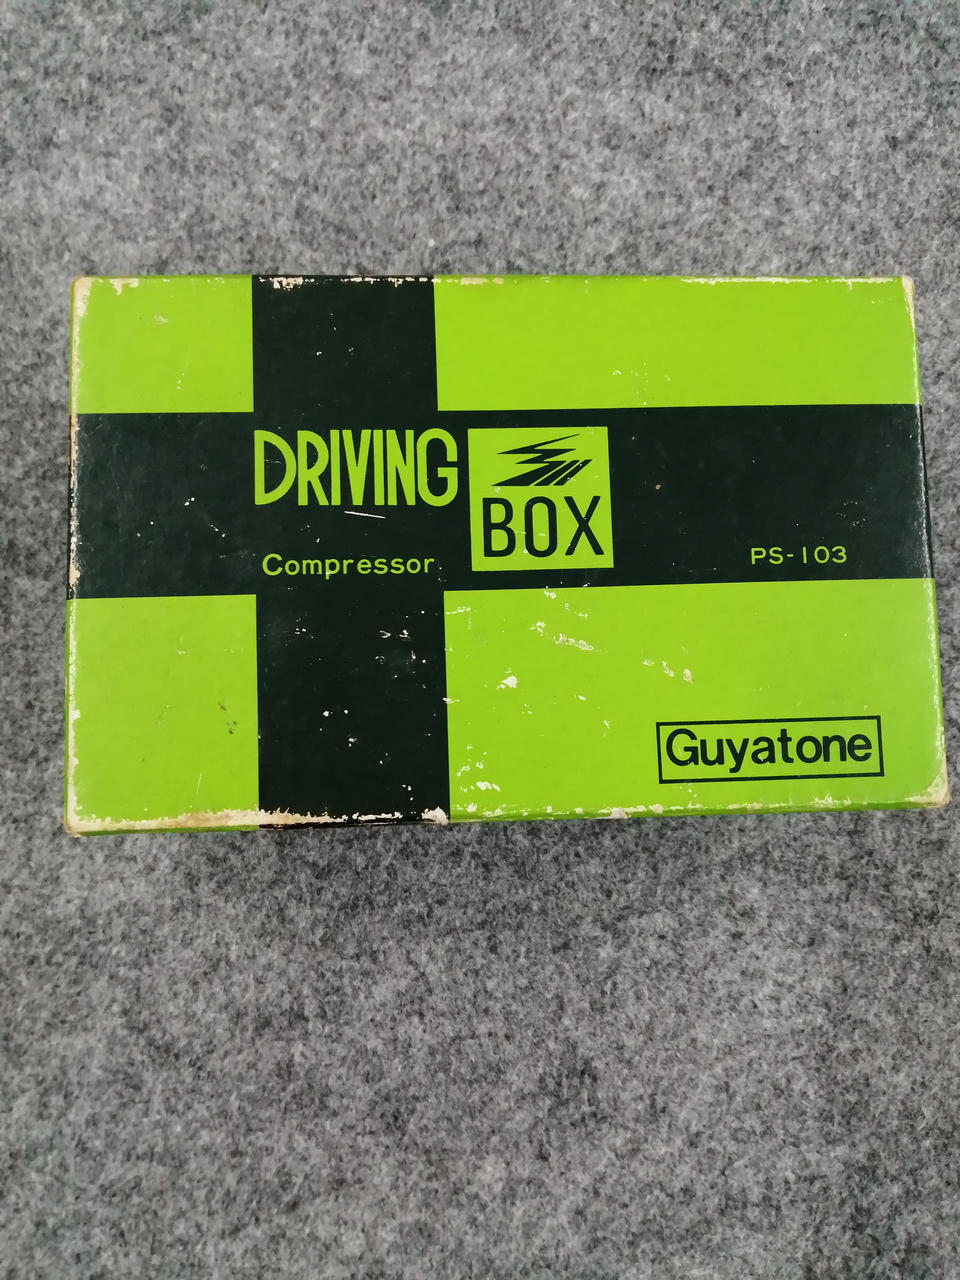 DRIVING
BOX
Compressor
PS-103
Guyatone